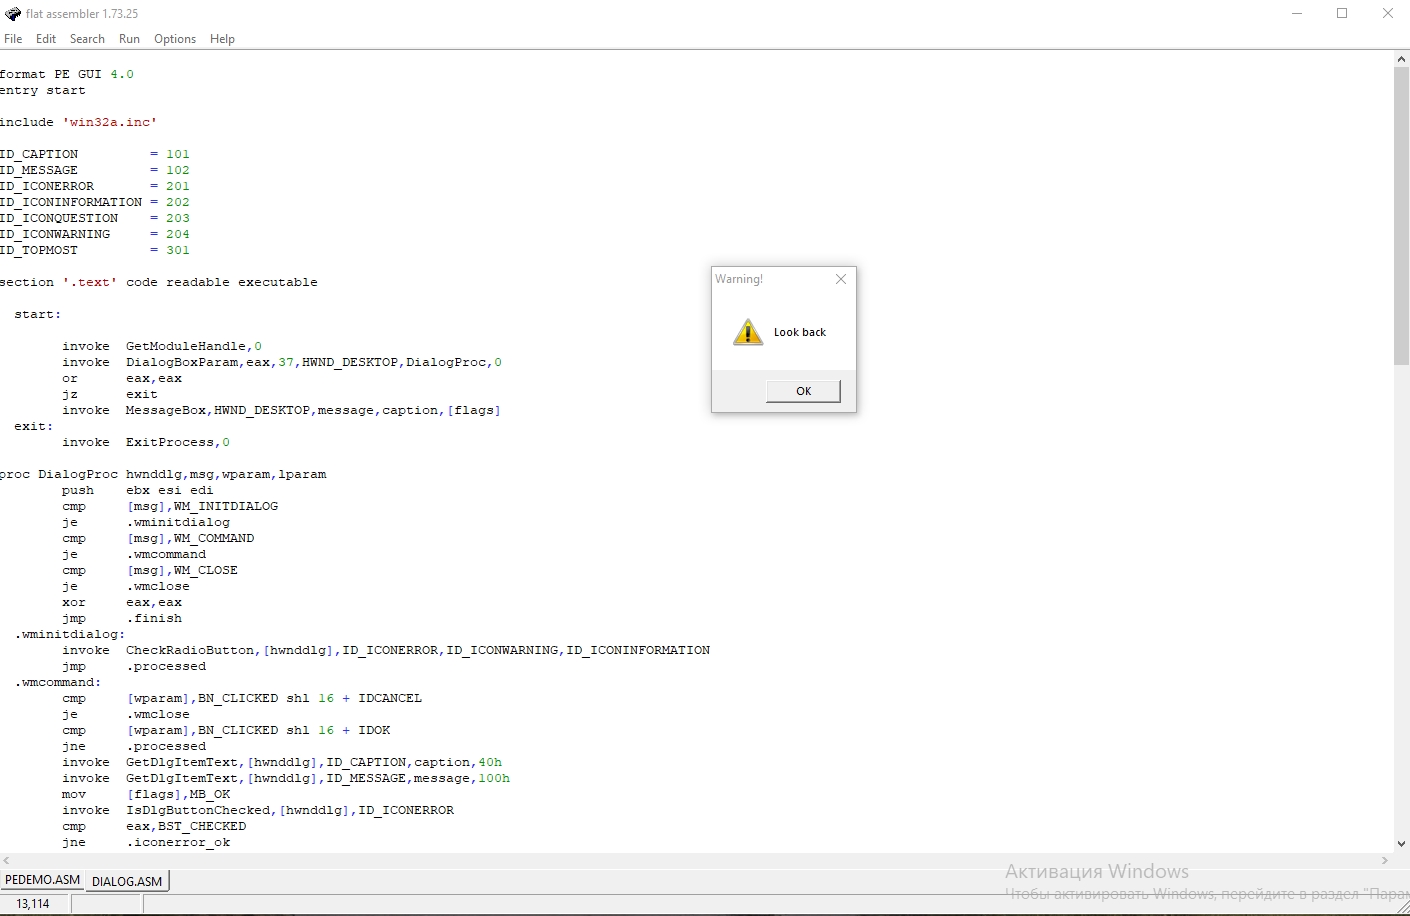 flat assembler 1.73.25
File Edit Search Run Options Help
format PE GUI 4.0
entry start
include 'win32a.inc'
ID_CAPTION = 101
ID_MESSAGE = 102
ID_ICONERROR = 201
ID_ICONINFORMATION = 202
ID_ICONQUESTION = 203
ID_ICONWARNING = 204
ID_TOPMOST = 301
section '.text' code readable executable
start:
invoke GetModuleHandle,0
invoke DialogBoxParam,eax,37,HWND_DESKTOP,DialogProc,0
or eax,eax
jz exit
invoke MessageBox,HWND_DESKTOP,message,caption,[flags]
exit:
invoke ExitProcess,0
proc DialogProc hwnddlg,msg,wparam,lparam
push ebx esi edi
cmp [msg],WM_INITDIALOG
je .wminitdialog
cmp [msg],WM_COMMAND
je .wmcommand
cmp [msg],WM_CLOSE
je .wmclose
xor eax,eax
jmp .finish
.wminitdialog:
invoke CheckRadioButton,[hwnddlg],ID_ICONERROR,ID_ICONWARNING,ID_ICONINFORMATION
jmp .processed
.wmcommand:
cmp [wparam],BN_CLICKED shl 16 + IDCANCEL
je .wmclose
cmp [wparam],BN_CLICKED shl 16 + IDOK
jne .processed
invoke GetDlgItemText,[hwnddlg],ID_CAPTION,caption,40h
invoke GetDlgItemText,[hwnddlg],ID_MESSAGE,message,100h
mov [flags],MB_OK
invoke IsDlgButtonChecked,[hwnddlg],ID_ICONERROR
cmp eax,BST_CHECKED
jne .iconerror_ok
Warning!
Look back
OK
Активация Windows
Чтобы активировать Windows, перейдите в раздел "Пара
PEDEMO.ASM DIALOG.ASM
13,114